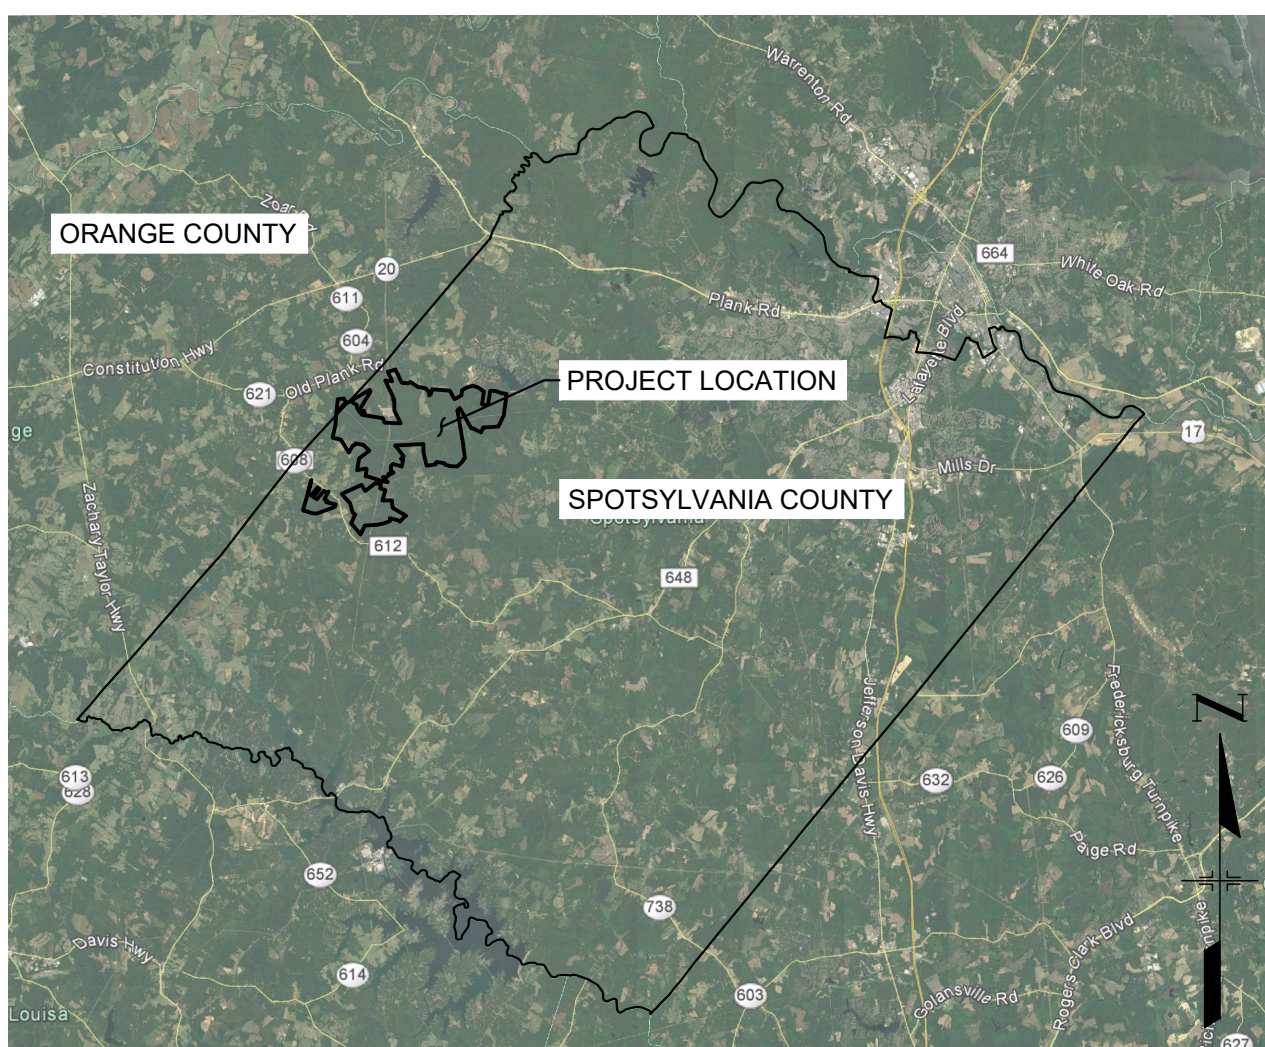 Warrenton Rd
Zoar Rd
ORANGE COUNTY
664
White Oak Rd
20
611
Plank Rd
604
Constitution Hwy
Lafayette Blvd
Old Plank Rd
PROJECT LOCATION
621
ge
17
608
Mills Dr
SPOTSYLVANIA COUNTY
Spotsylvania
Zachary Taylor Hwy
612
648
N
Jefferson Davis Hwy
Fredericksburg Turnpike
609
613
628
632
626
Paige Rd
652
738
npike
Davis Hwy
Rogers Clark Blvd
614
603
Golansville Rd
Louisa
627